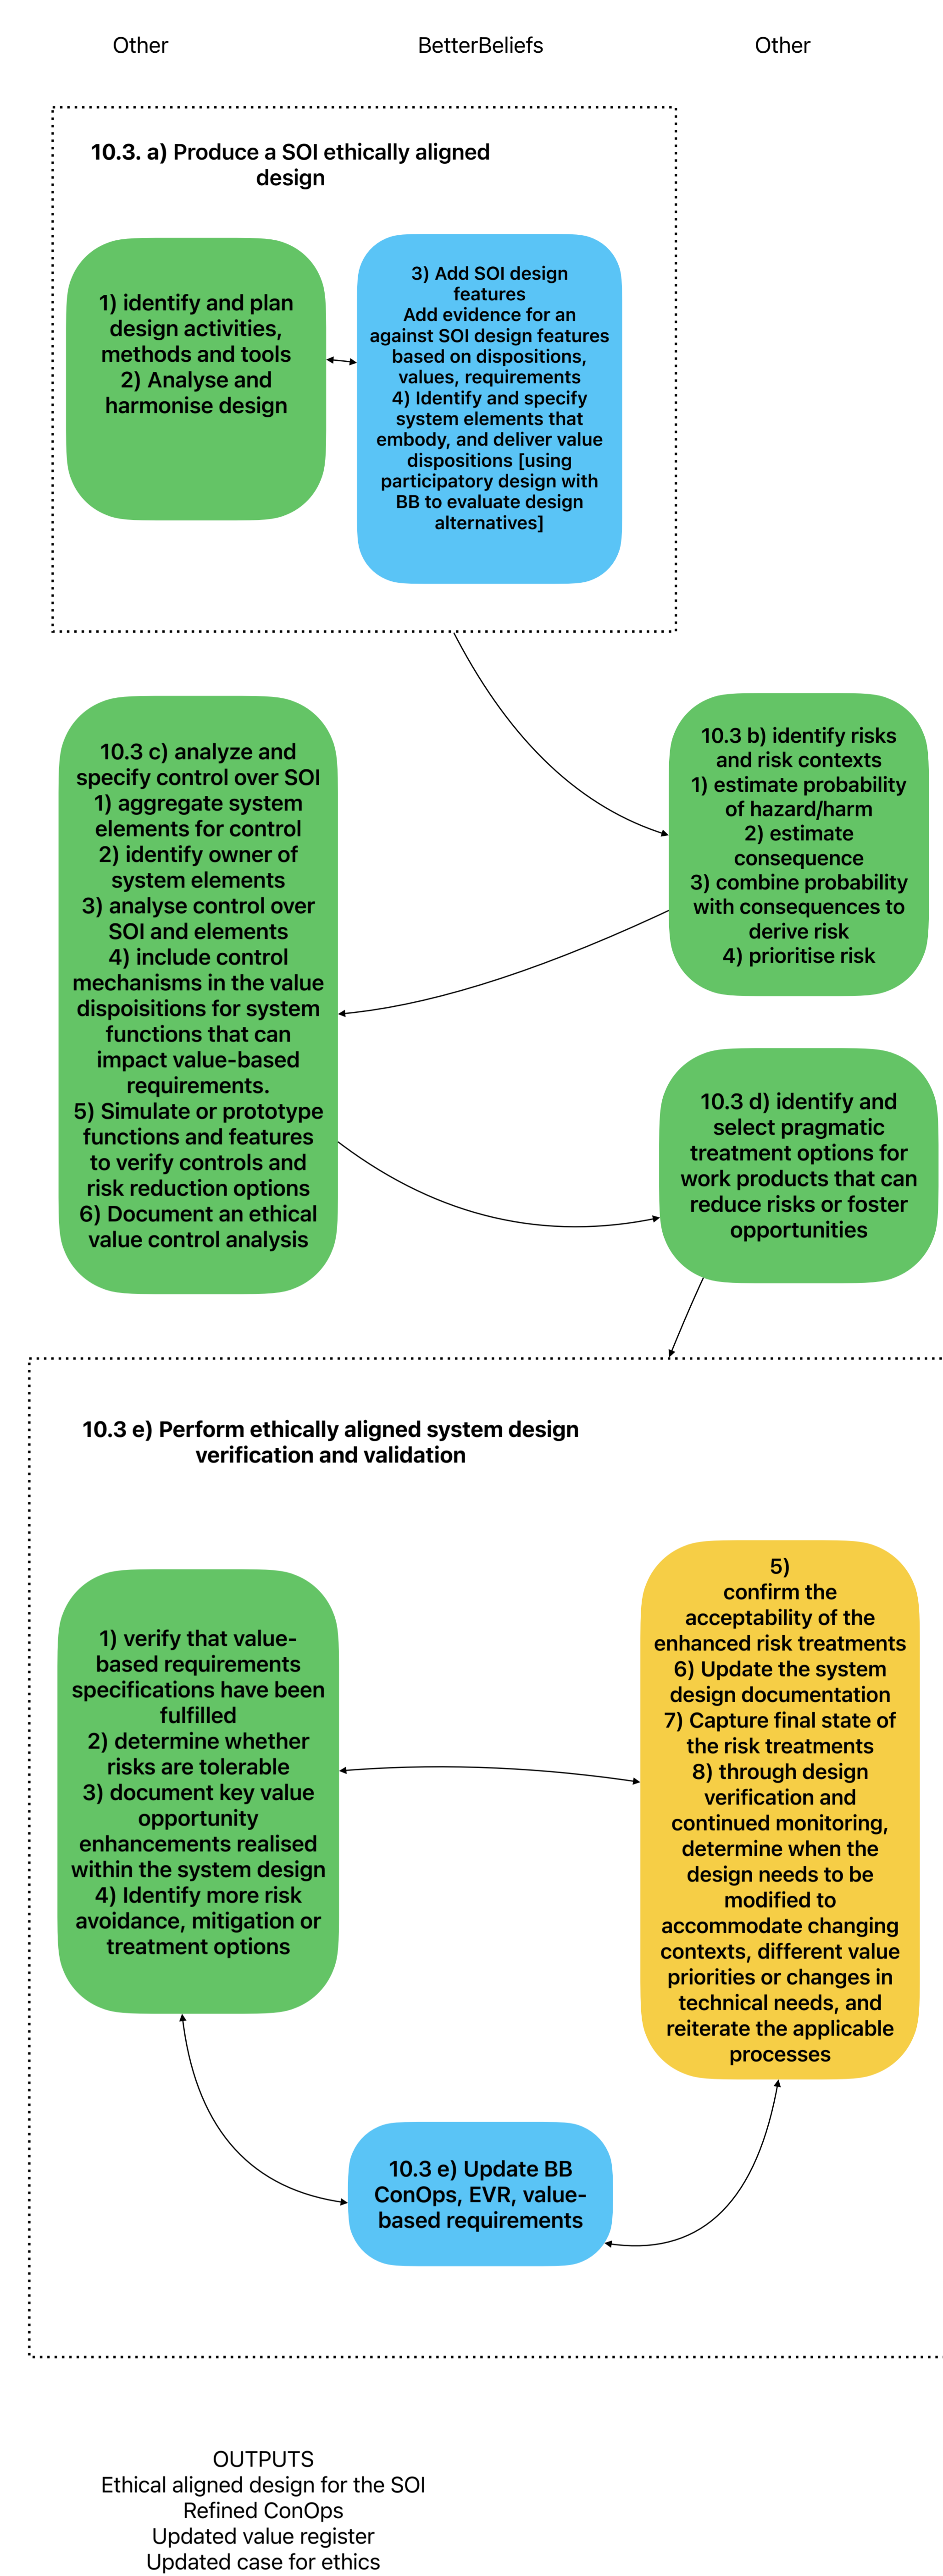 Other
BetterBeliefs
Other
10.3. a) Produce a SOI ethically aligned
design
1) identify and plan
design activities,
methods and tools
2) Analyse and
harmonise design
3) Add SOI design
features
Add evidence for an
against SOI design features
based on dispositions,
values, requirements
4) Identify and specify
system elements that
embody, and deliver value
dispositions [using
participatory design with
BB to evaluate design
alternatives]
10.3 c) analyze and
specify control over SOI
1) aggregate system
elements for control
2) identify owner of
system elements
3) analyse control over
SOI and elements
4) include control
mechanisms in the value
dispoisitions for system
functions that can
impact value-based
requirements.
5) Simulate or prototype
functions and features
to verify controls and
risk reduction options
6) Document an ethical
value control analysis
10.3 b) identify risks
and risk contexts
1) estimate probability
of hazard/harm
2) estimate
consequence
3) combine probability
with consequences to
derive risk
4) prioritise risk
10.3 d) identify and
select pragmatic
treatment options for
work products that can
reduce risks or foster
opportunities
10.3 e) Perform ethically aligned system design
verification and validation
1) verify that value-
based requirements
specifications have been
fulfilled
2) determine whether
risks are tolerable
3) document key value
opportunity
enhancements realised
within the system design
4) Identify more risk
avoidance, mitigation or
treatment options
5)
confirm the
acceptability of the
enhanced risk treatments
6) Update the system
design documentation
7) Capture final state of
the risk treatments
8) through design
verification and
continued monitoring,
determine when the
design needs to be
modified to
accommodate changing
contexts, different value
priorities or changes in
technical needs, and
reiterate the applicable
processes
10.3 e) Update BB
ConOps, EVR, value-
based requirements
OUTPUTS
Ethical aligned design for the SOI
Refined ConOps
Updated value register
Updated case for ethics